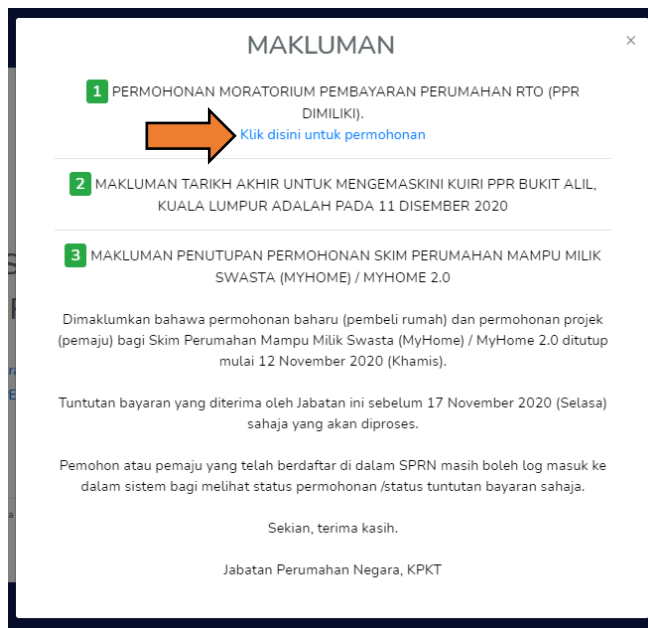 MAKLUMAN
×
1 PERMOHONAN MORATORIUM PEMBAYARAN PERUMAHAN RTO (PPR
DIMILIKI).
Klik disini untuk permohonan
2 MAKLUMAN TARIKH AKHIR UNTUK MENGEMASKINI KUIRI PPR BUKIT ALIL,
KUALA LUMPUR ADALAH PADA 11 DISEMBER 2020
3 MAKLUMAN PENUTUPAN PERMOHONAN SKIM PERUMAHAN MAMPU MILIK
SWASTA (MYHOME) / MYHOME 2.0
Dimaklumkan bahawa permohonan baharu (pembeli rumah) dan permohonan projek
(pemaju) bagi Skim Perumahan Mampu Milik Swasta (MyHome) / MyHome 2.0 ditutup
mulai 12 November 2020 (Khamis).
Tuntutan bayaran yang diterima oleh Jabatan ini sebelum 17 November 2020 (Selasa)
sahaja yang akan diproses.
Pemohon atau pemaju yang telah berdaftar di dalam SPRN masih boleh log masuk ke
dalam sistem bagi melihat status permohonan /status tuntutan bayaran sahaja.
Sekian, terima kasih.
Jabatan Perumahan Negara, KPKT